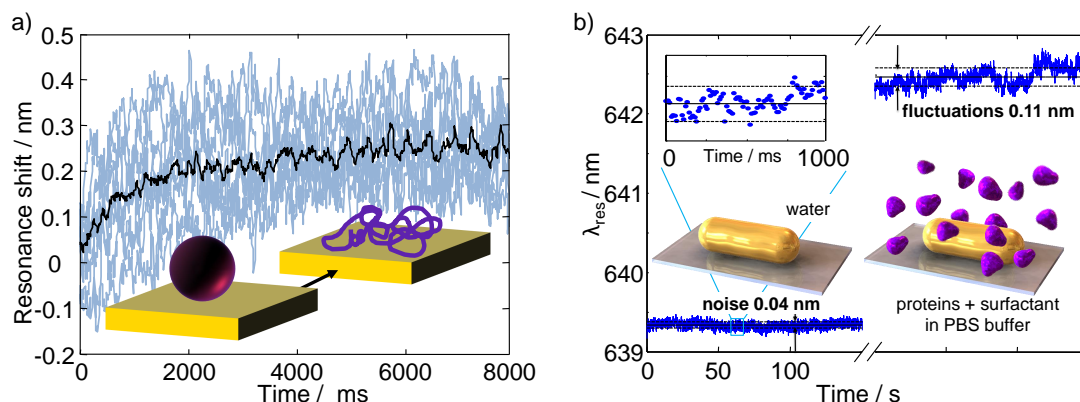 a)
Resonance shift / nm
0.5
0.4
0.3
0.2
0.1
0
-0.1
-0.2
0
2000
4000
6000
8000
Time / ms
b)
λres/ nm
643
642
641
640
639
0
50
100
Time / s
0
Time / ms
1000
fluctuations 0.11 nm
water
noise 0.04 nm
proteins + surfactant
in PBS buffer